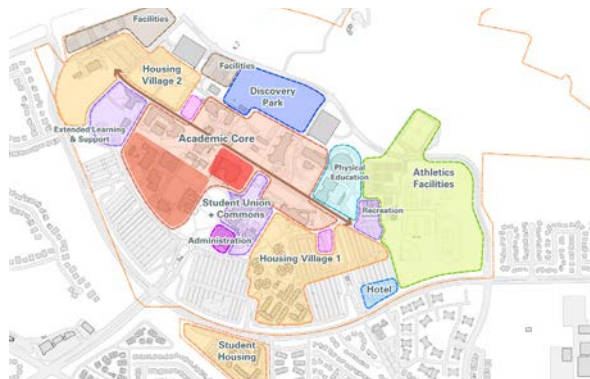 Facilities
Housing
Village 2
Facilities
Discovery
Park
Extended Learning
& Support
Academic Core
Physical
Education
Athletics
Facilities
Student Union
+ Commons
Recreation
Administration
Housing Village 1
Hotel
Student
Housing